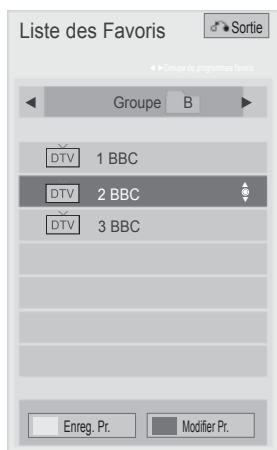 Liste des Favoris
Sortie
◄ ►Groupe de programmes favoris
◄ Groupe B ►
DTV 1 BBC
DTV 2 BBC
DTV 3 BBC
Enreg. Pr.
Modifier Pr.